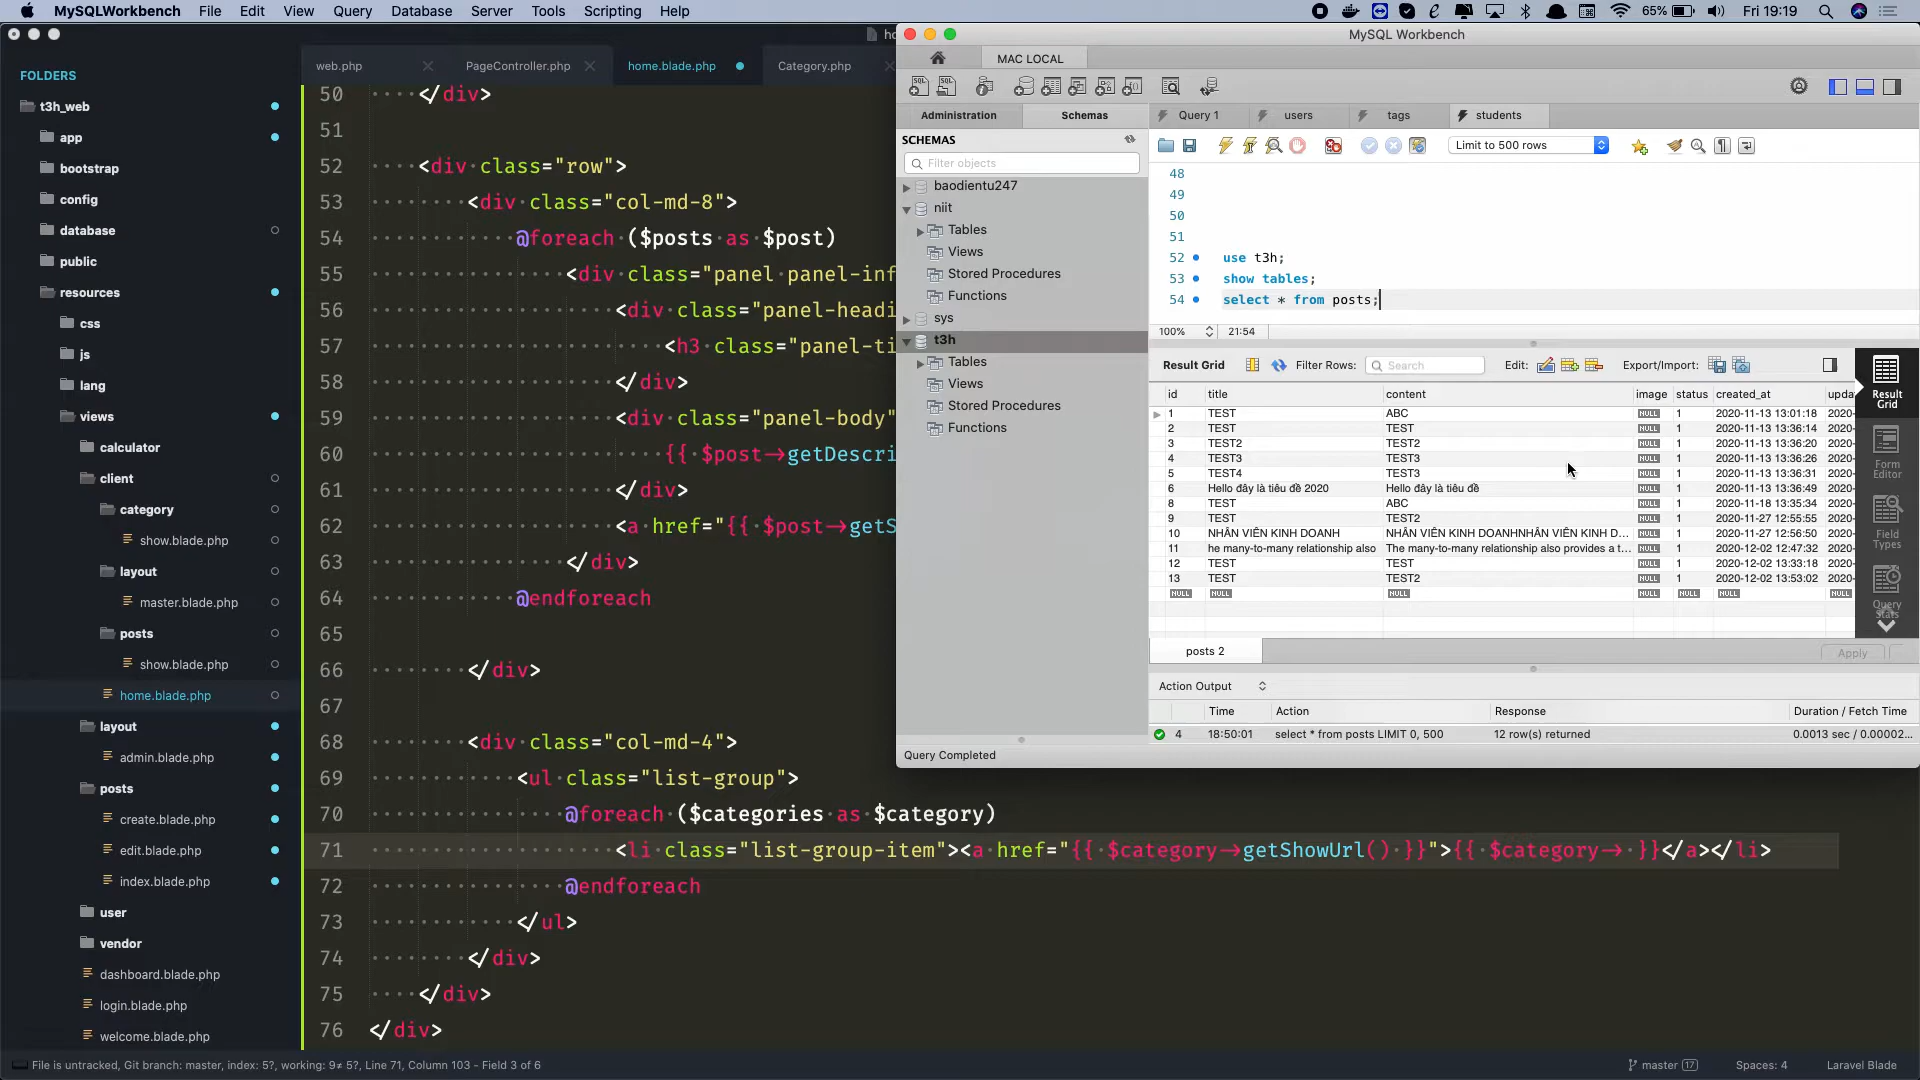 MySQLWorkbench File Edit View Query Database Server Tools Scripting Help 65% Fri 19:19
FOLDERS
t3h_web
app
bootstrap
config
database
public
resources
css
js
lang
views
calculator
client
category
show.blade.php
layout
master.blade.php
posts
show.blade.php
home.blade.php
layout
admin.blade.php
posts
create.blade.php
edit.blade.php
index.blade.php
user
vendor
dashboard.blade.php
login.blade.php
welcome.blade.php
web.php PageController.php home.blade.php Category.php
50 </div>
51
52 <div class="row">
53 <div class="col-md-8">
54 @foreach ($posts as $post)
55 <div class="panel panel-inf
56 <div class="panel-headi
57 <h3 class="panel-ti
58 </div>
59 <div class="panel-body"
60 {{ $post->getDescri
61 </div>
62 <a href="{{ $post->getS
63 </div>
64 @endforeach
65
66 </div>
67
68 <div class="col-md-4">
69 <ul class="list-group">
70 @foreach ($categories as $category)
71 <li class="list-group-item"><a href="{{ $category->getShowUrl() }}">{{ $category-> }}</a></li>
72 @endforeach
73 </ul>
74 </div>
75 </div>
76 </div>
MySQL Workbench
MAC LOCAL
Administration Schemas
SCHEMAS
Filter objects
baodientu247
niit
Tables
Views
Stored Procedures
Functions
sys
t3h
Tables
Views
Stored Procedures
Functions
Query Completed
Query 1 users tags students
Limit to 500 rows
48
49
50
51
52 use t3h;
53 show tables;
54 select * from posts;
100% 21:54
Result Grid Filter Rows: Search Edit: Export/Import:
id title content image status created_at upda
1 TEST ABC NULL 1 2020-11-13 13:01:18 2020-
2 TEST TEST NULL 1 2020-11-13 13:36:14 2020-
3 TEST2 TEST2 NULL 1 2020-11-13 13:36:20 2020-
4 TEST3 TEST3 NULL 1 2020-11-13 13:36:26 2020-
5 TEST4 TEST3 NULL 1 2020-11-13 13:36:31 2020-
6 Hello đây là tiêu đề 2020 Hello đây là tiêu đề NULL 1 2020-11-13 13:36:49 2020-
8 TEST ABC NULL 1 2020-11-18 13:35:34 2020-
9 TEST TEST2 NULL 1 2020-11-27 12:55:55 2020-
10 NHÂN VIÊN KINH DOANH NHÂN VIÊN KINH DOANHNHÂN VIÊN KINH D... NULL 1 2020-11-27 12:56:50 2020-
11 he many-to-many relationship also The many-to-many relationship also provides a t... NULL 1 2020-12-02 12:47:32 2020-
12 TEST TEST NULL 1 2020-12-02 13:33:18 2020-
13 TEST TEST2 NULL 1 2020-12-02 13:53:02 2020-
NULL NULL NULL NULL NULL NULL NULL
Result Grid
Form Editor
Field Types
Query Stats
posts 2 Apply
Action Output
Time Action Response Duration / Fetch Time
4 18:50:01 select * from posts LIMIT 0, 500 12 row(s) returned 0.0013 sec / 0.00002...
File is untracked, Git branch: master, index: 5?, working: 9≠ 5?, Line 71, Column 103 - Field 3 of 6 master 17 Spaces: 4 Laravel Blade